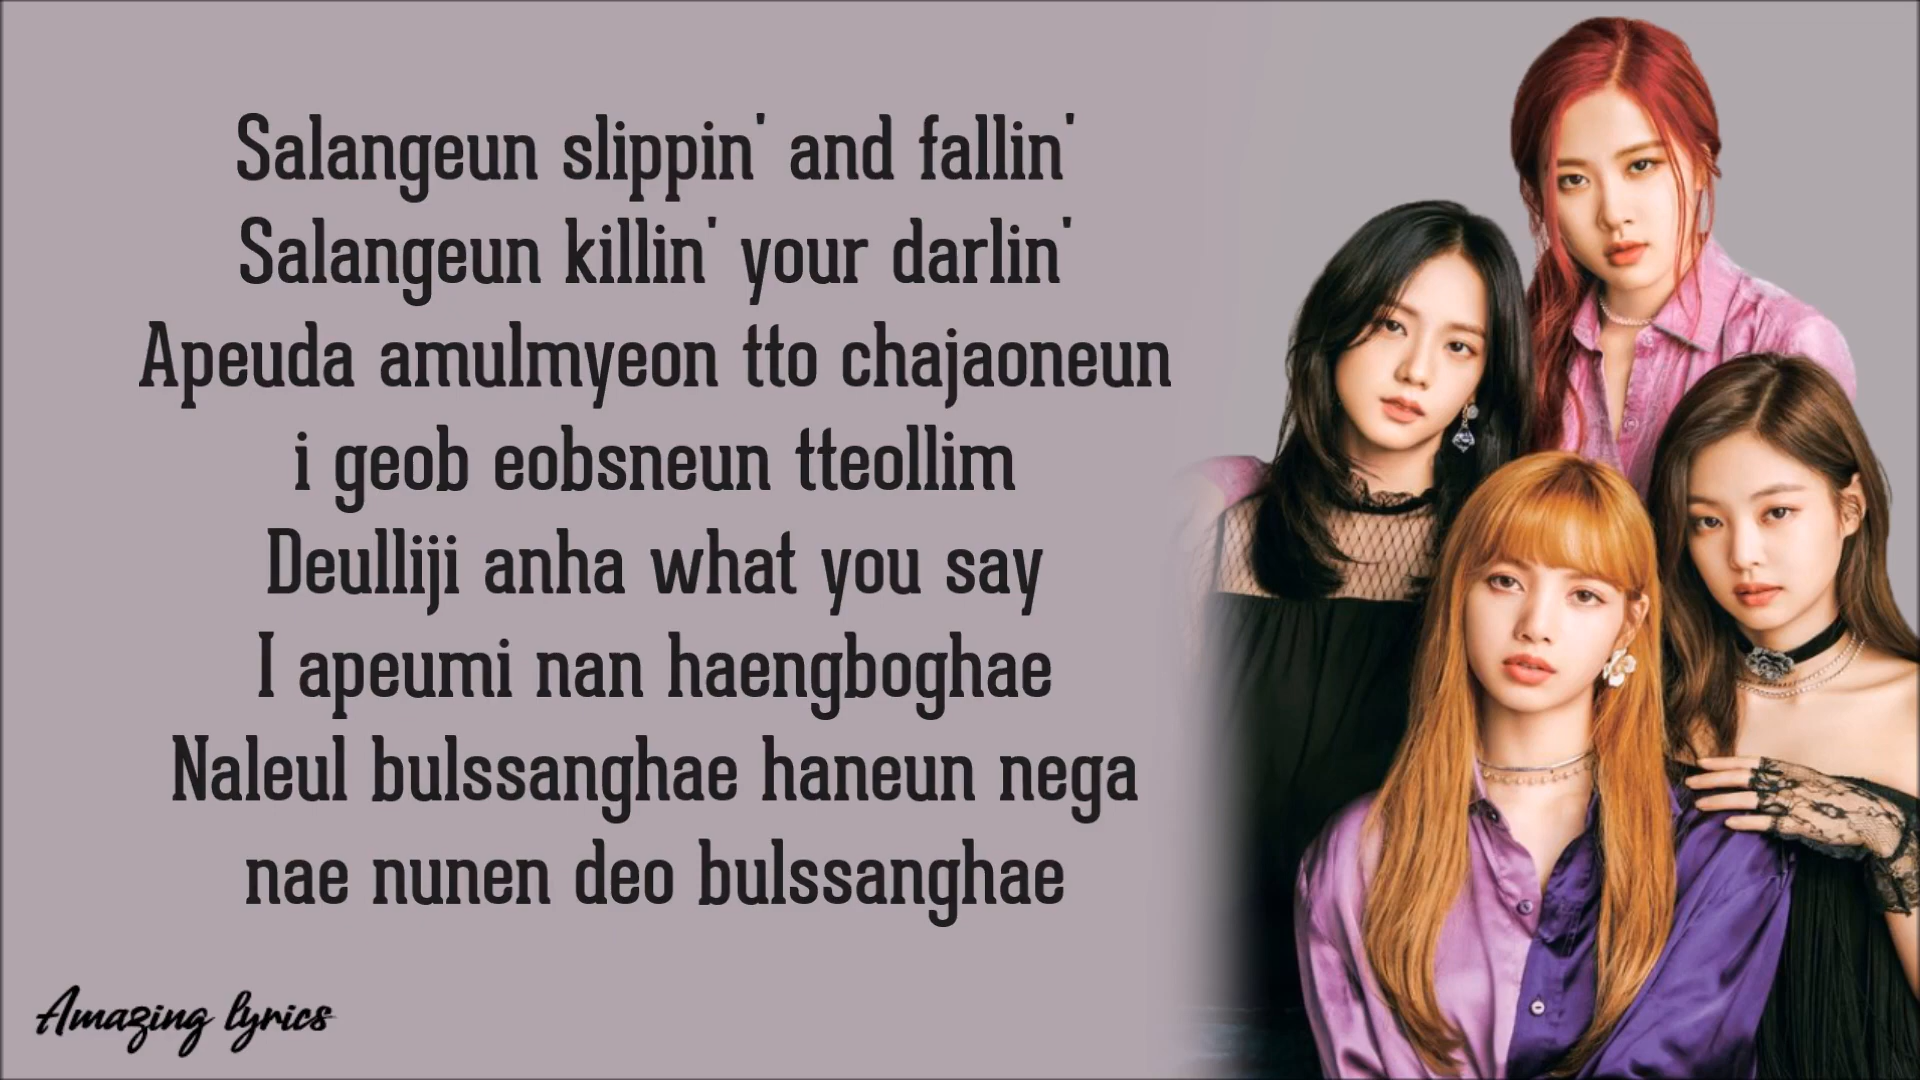 Salangeun slippin' and fallin'
Salangeun killin' your darlin'
Apeuda amulmyeon tto chajaoneun
i geob eobsneun tteollim
Deulliji anha what you say
I apeumi nan haengboghae
Naleul bulssanghae haneun nega
nae nunen deo bulssanghae
Amazing lyrics